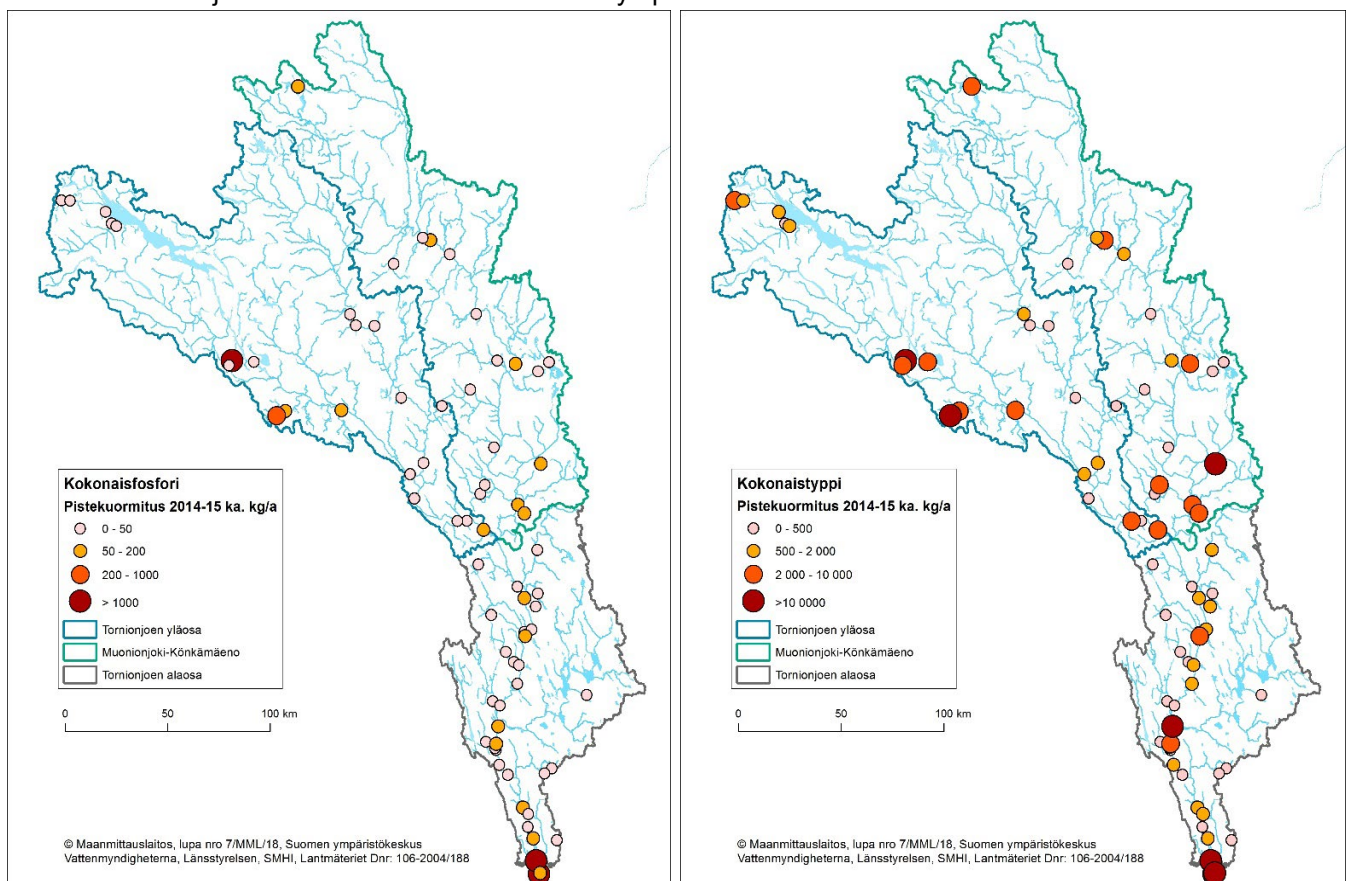 Kokonaisfosfori
Pistekuormitus 2014-15 ka. kg/a
0 - 50
50 - 200
200 - 1000
> 1000
Tornionjoen yläosa
Muonionjoki-Könkämäeno
Tornionjoen alaosa
0 50 100 km
© Maanmittauslaitos, lupa nro 7/MML/18, Suomen ympäristökeskus
Vattenmyndigheterna, Länsstyrelsen, SMHI, Lantmäteriet Dnr: 106-2004/188
Kokonaistyppi
Pistekuormitus 2014-15 ka. kg/a
0 - 500
500 - 2 000
2 000 - 10 000
>10 0000
Tornionjoen yläosa
Muonionjoki-Könkämäeno
Tornionjoen alaosa
0 50 100 km
© Maanmittauslaitos, lupa nro 7/MML/18, Suomen ympäristökeskus
Vattenmyndigheterna, Länsstyrelsen, SMHI, Lantmäteriet Dnr: 106-2004/188